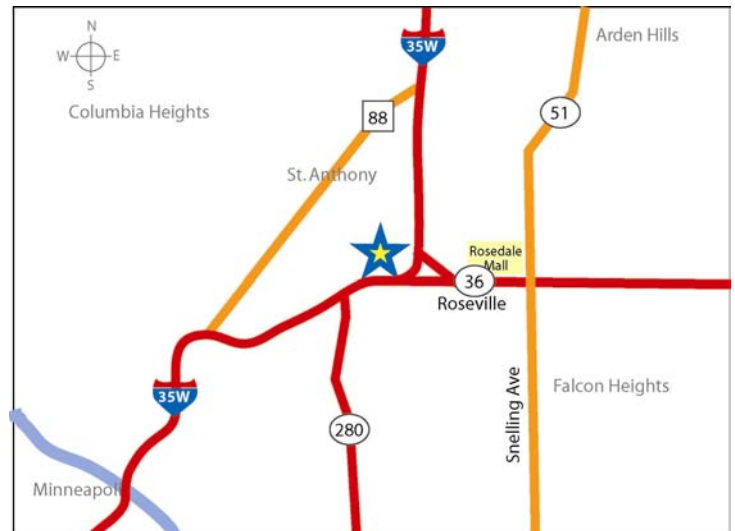 N
W E
S
35W
Arden Hills
Columbia Heights
88
51
St. Anthony
Rosedale
Mall
36
Roseville
35W
Snelling Ave
Falcon Heights
280
Minneapoli